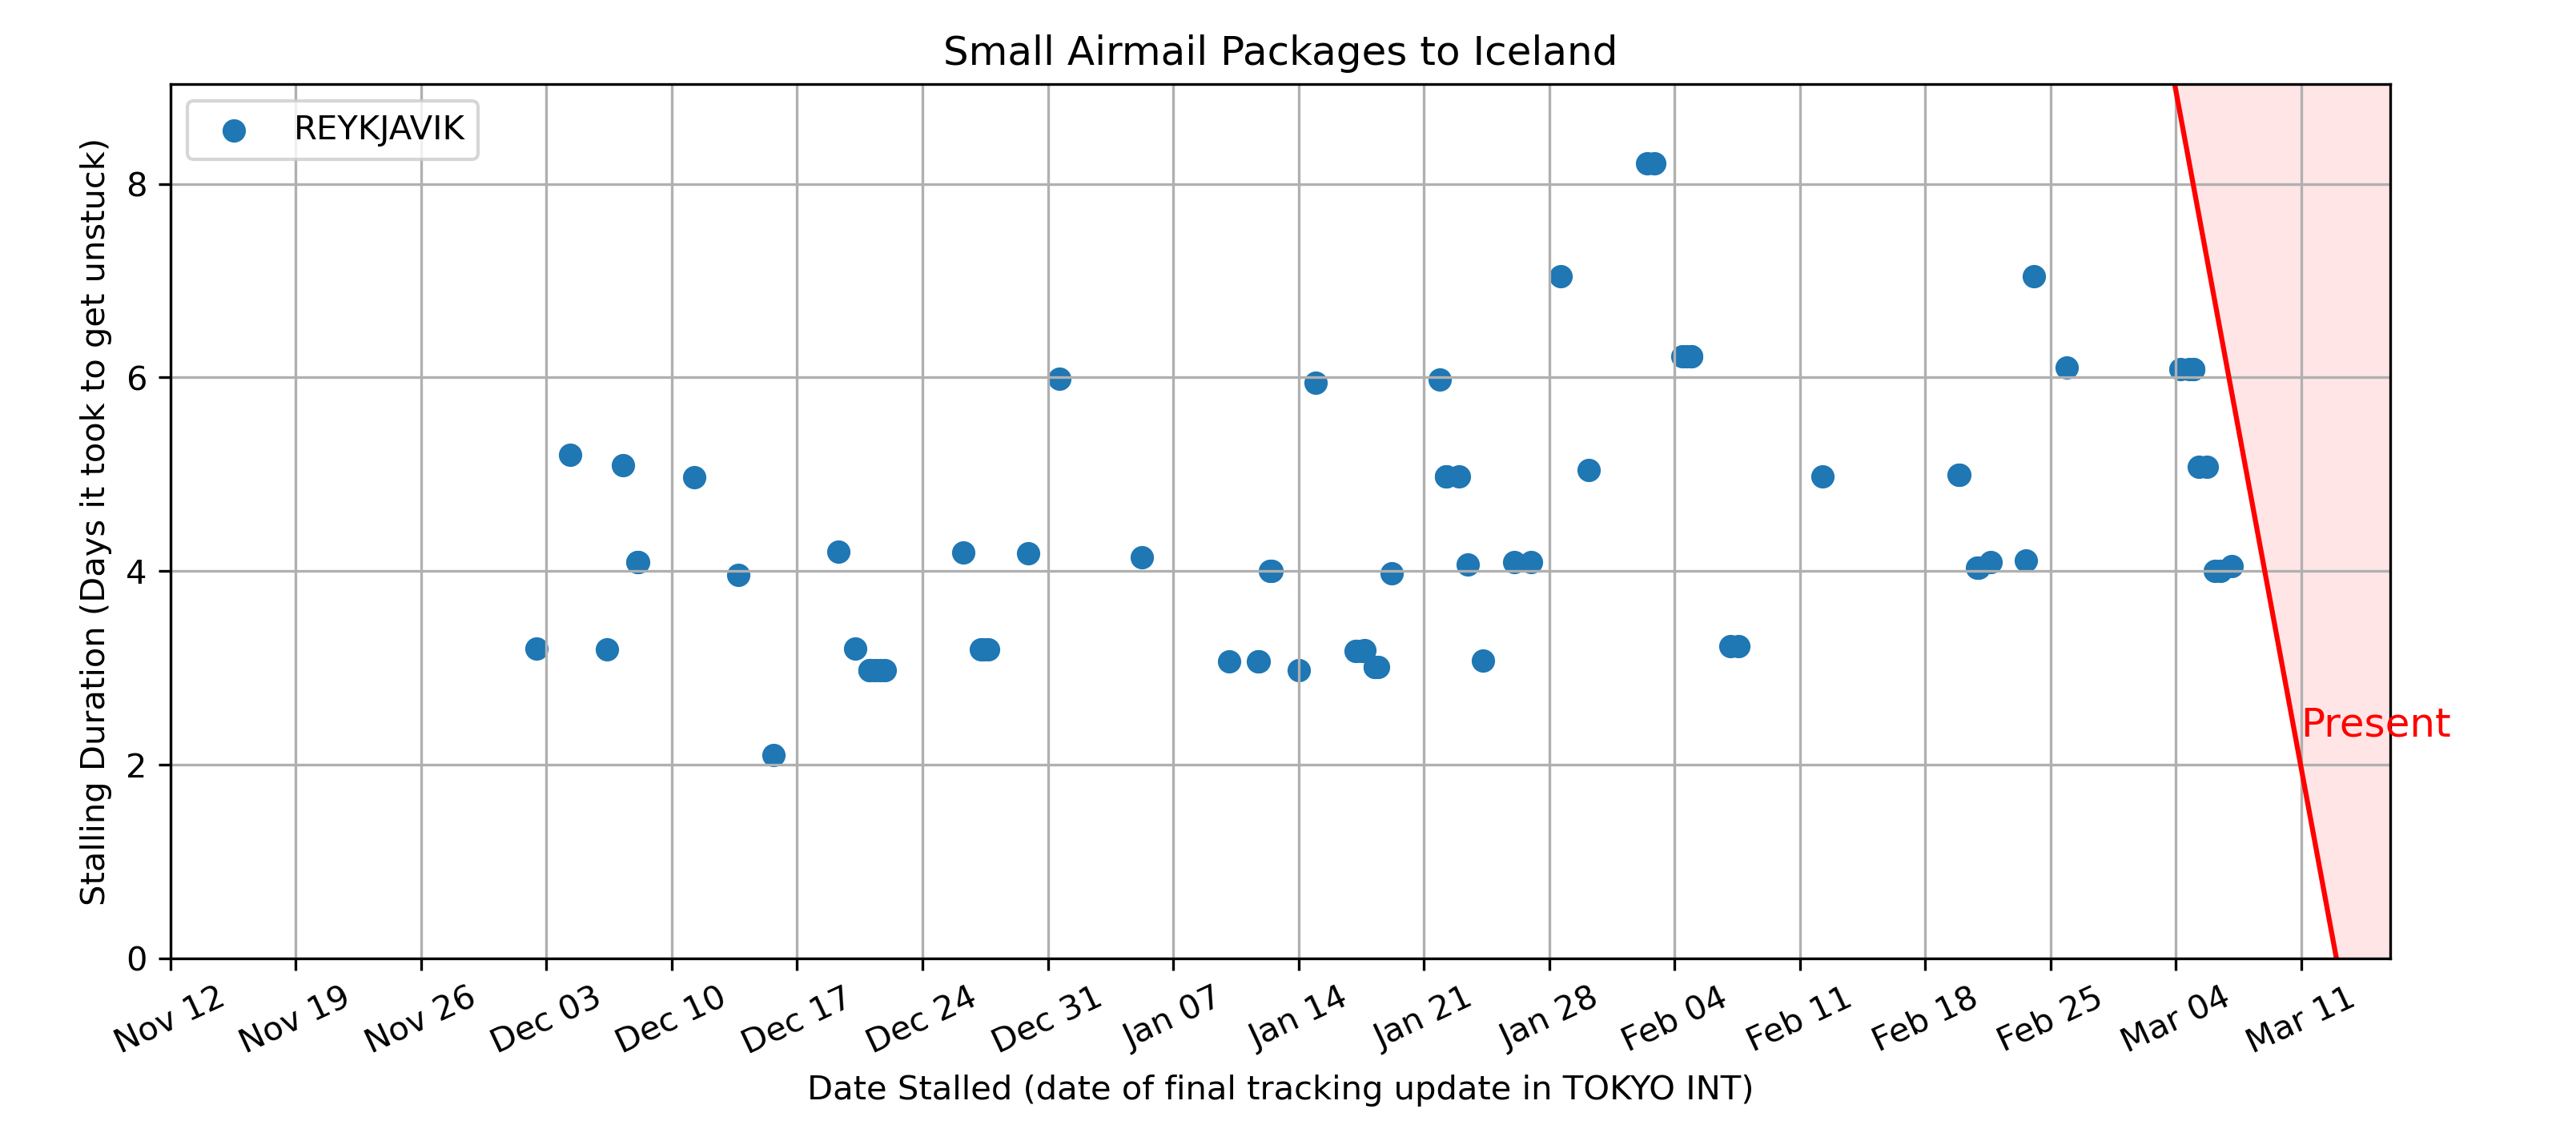 Small Airmail Packages to Iceland
REYKJAVIK
Stalling Duration (Days it took to get unstuck)
8
6
4
2
0
Present
Nov 12 Nov 19 Nov 26 Dec 03 Dec 10 Dec 17 Dec 24 Dec 31 Jan 07 Jan 14 Jan 21 Jan 28 Feb 04 Feb 11 Feb 18 Feb 25 Mar 04 Mar 11
Date Stalled (date of final tracking update in TOKYO INT)